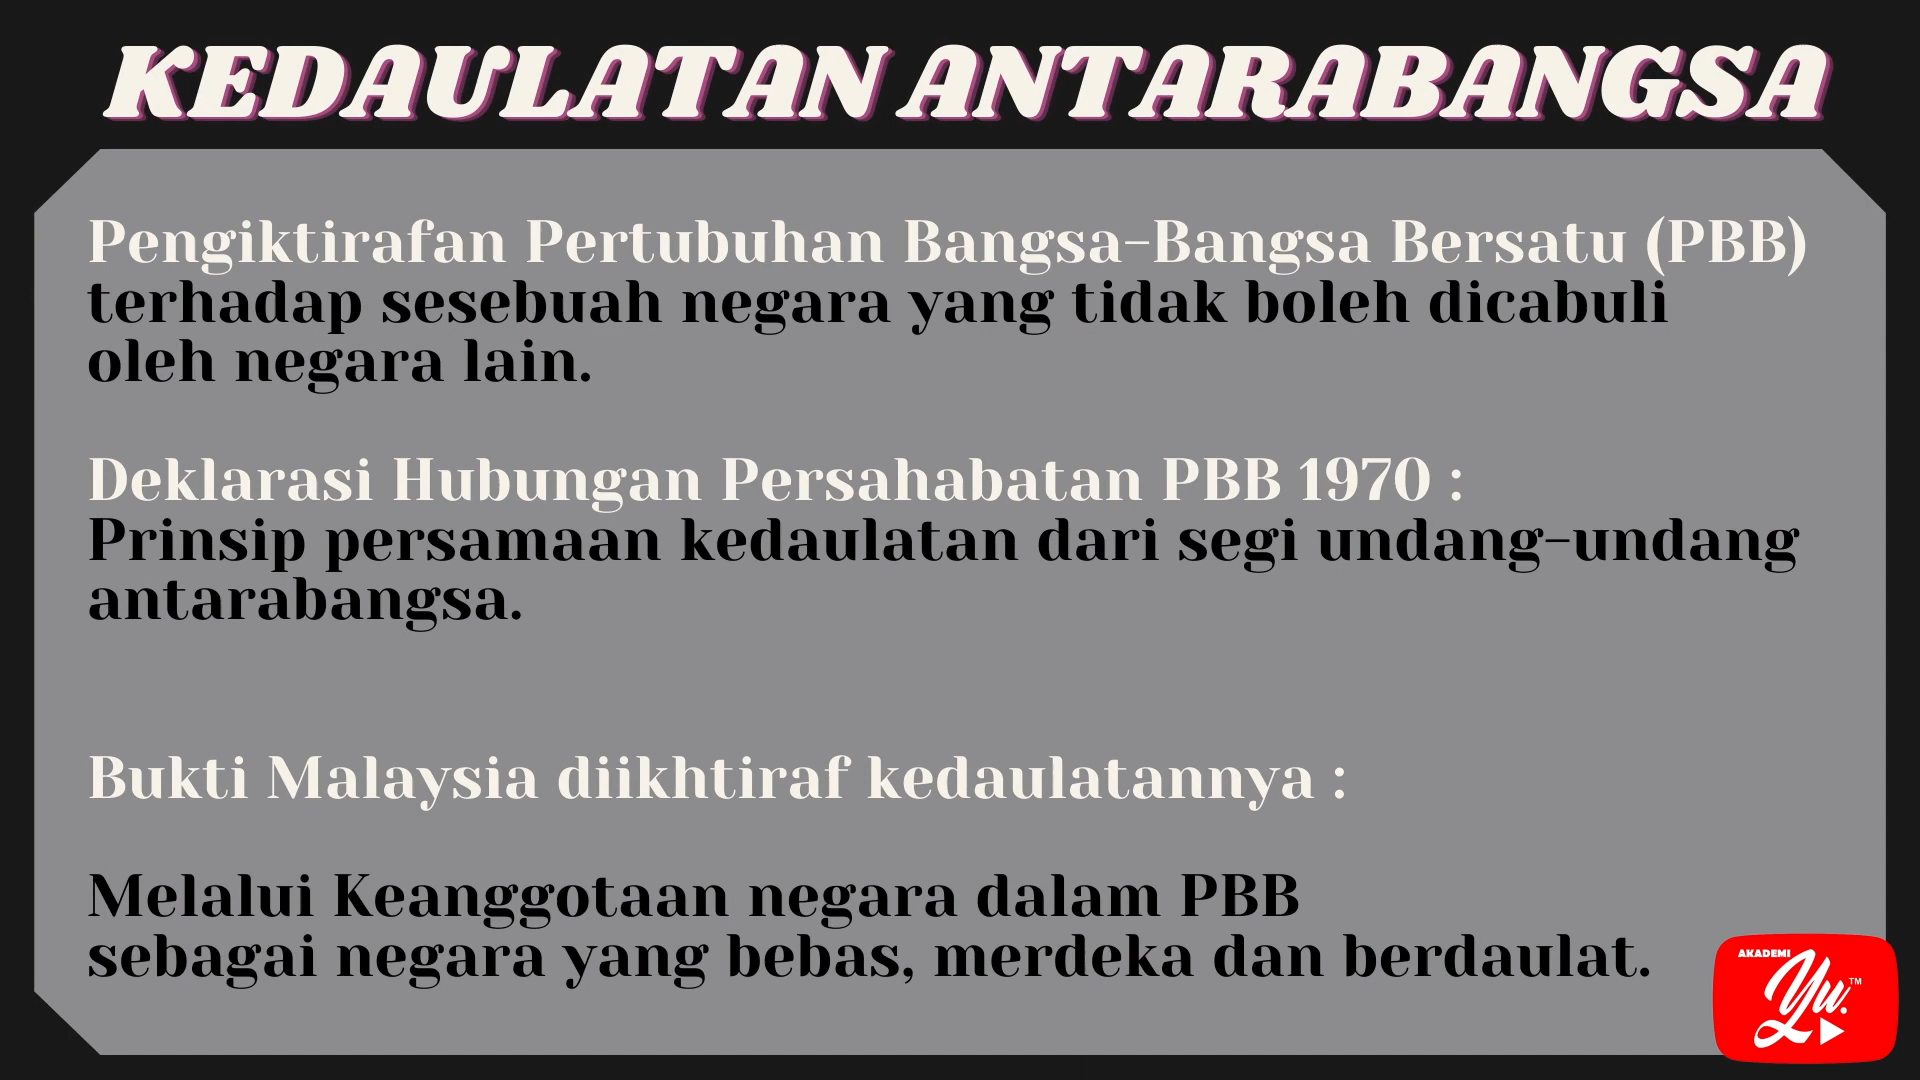 KEDAULATAN ANTARABANGSA
Pengiktirafan Pertubuhan Bangsa-Bangsa Bersatu (PBB)
terhadap sesebuah negara yang tidak boleh dicabuli
oleh negara lain.
Deklarasi Hubungan Persahabatan PBB 1970 :
Prinsip persamaan kedaulatan dari segi undang-undang
antarabangsa.
Bukti Malaysia diikhtiraf kedaulatannya :
Melalui Keanggotaan negara dalam PBB
sebagai negara yang bebas, merdeka dan berdaulat.
AKADEMI
Yu.
TM